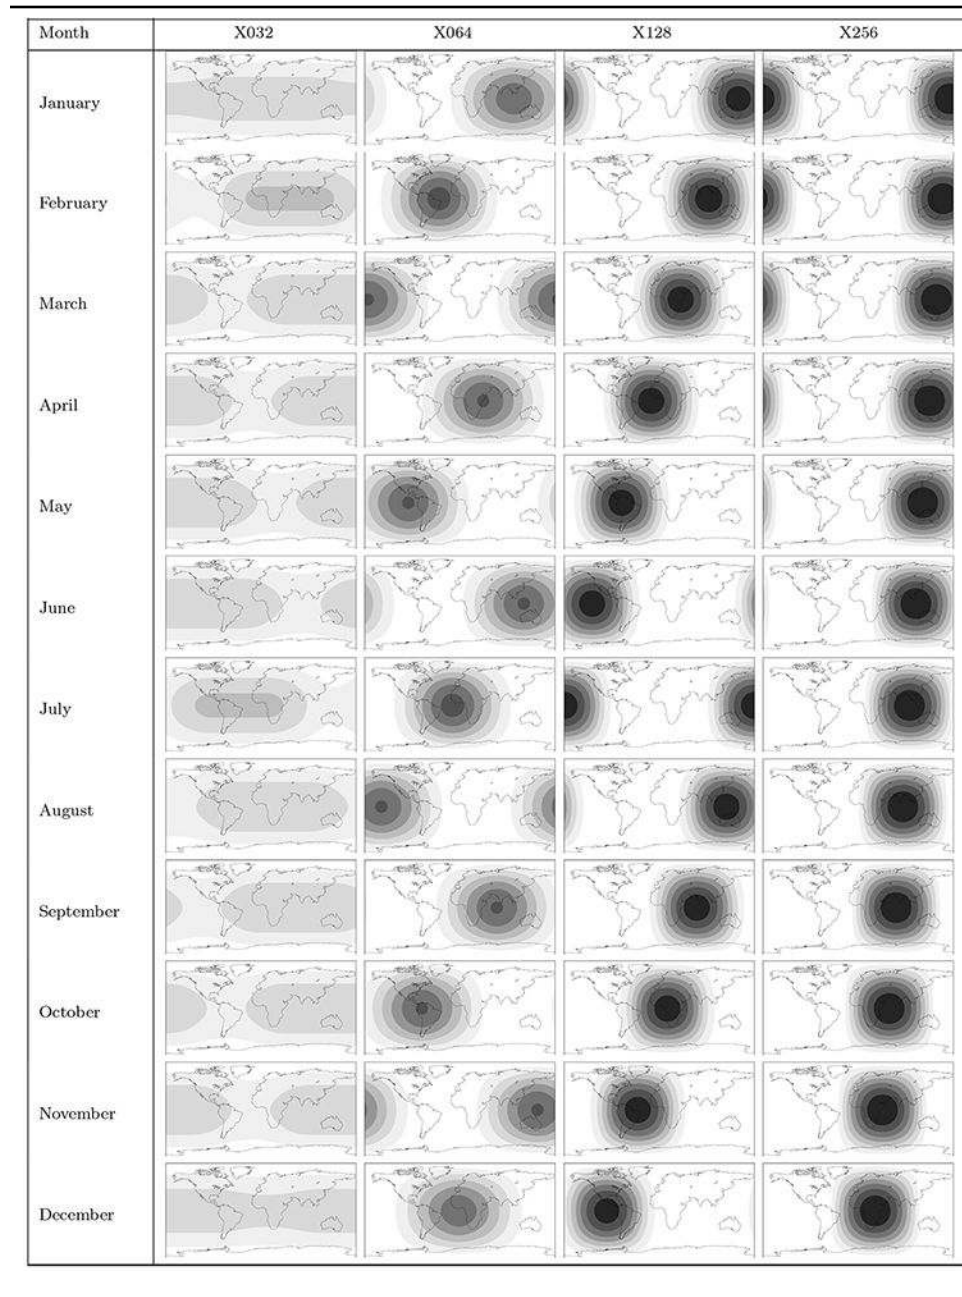 Month X032 X064 X128 X256
January
February
March
April
May
June
July
August
September
October
November
December